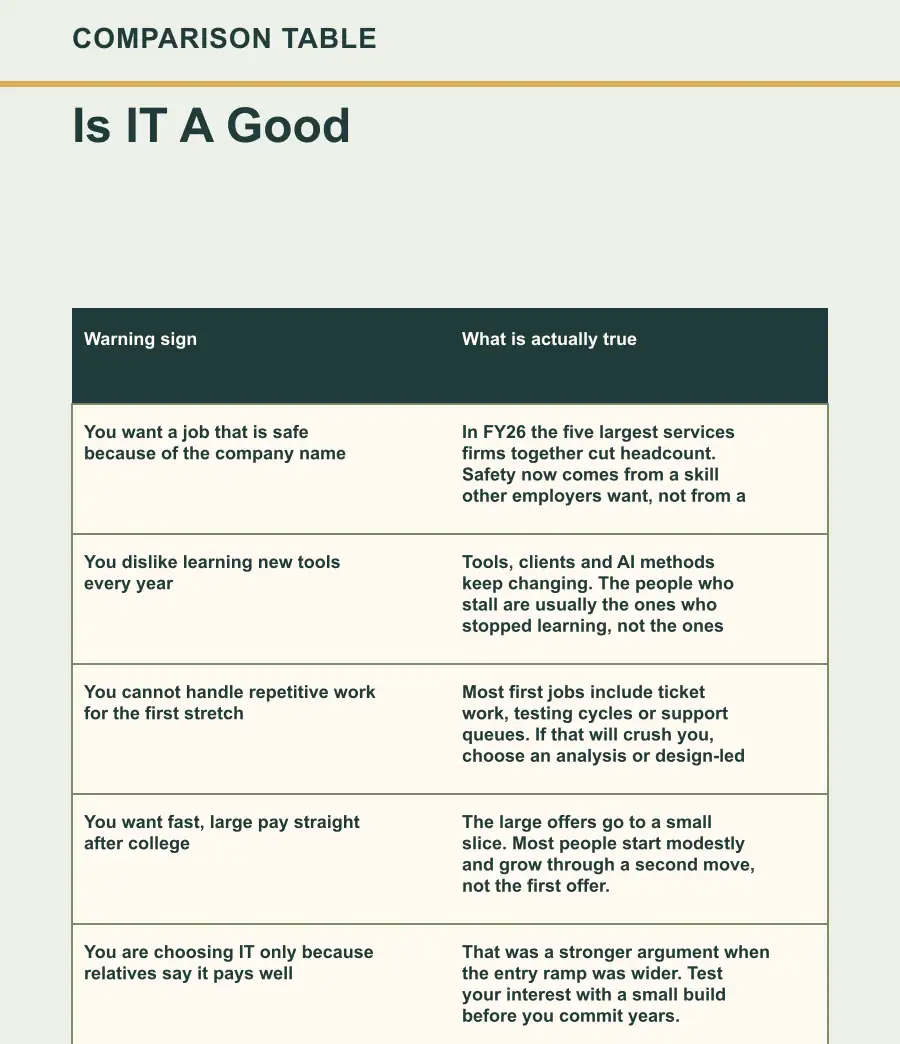 COMPARISON TABLE
Is IT A Good
Warning sign
What is actually true
You want a job that is safe
because of the company name
In FY26 the five largest services
firms together cut headcount.
Safety now comes from a skill
other employers want, not from a
You dislike learning new tools
every year
Tools, clients and AI methods
keep changing. The people who
stall are usually the ones who
stopped learning, not the ones
You cannot handle repetitive work
for the first stretch
Most first jobs include ticket
work, testing cycles or support
queues. If that will crush you,
choose an analysis or design-led
You want fast, large pay straight
after college
The large offers go to a small
slice. Most people start modestly
and grow through a second move,
not the first offer.
You are choosing IT only because
relatives say it pays well
That was a stronger argument when
the entry ramp was wider. Test
your interest with a small build
before you commit years.